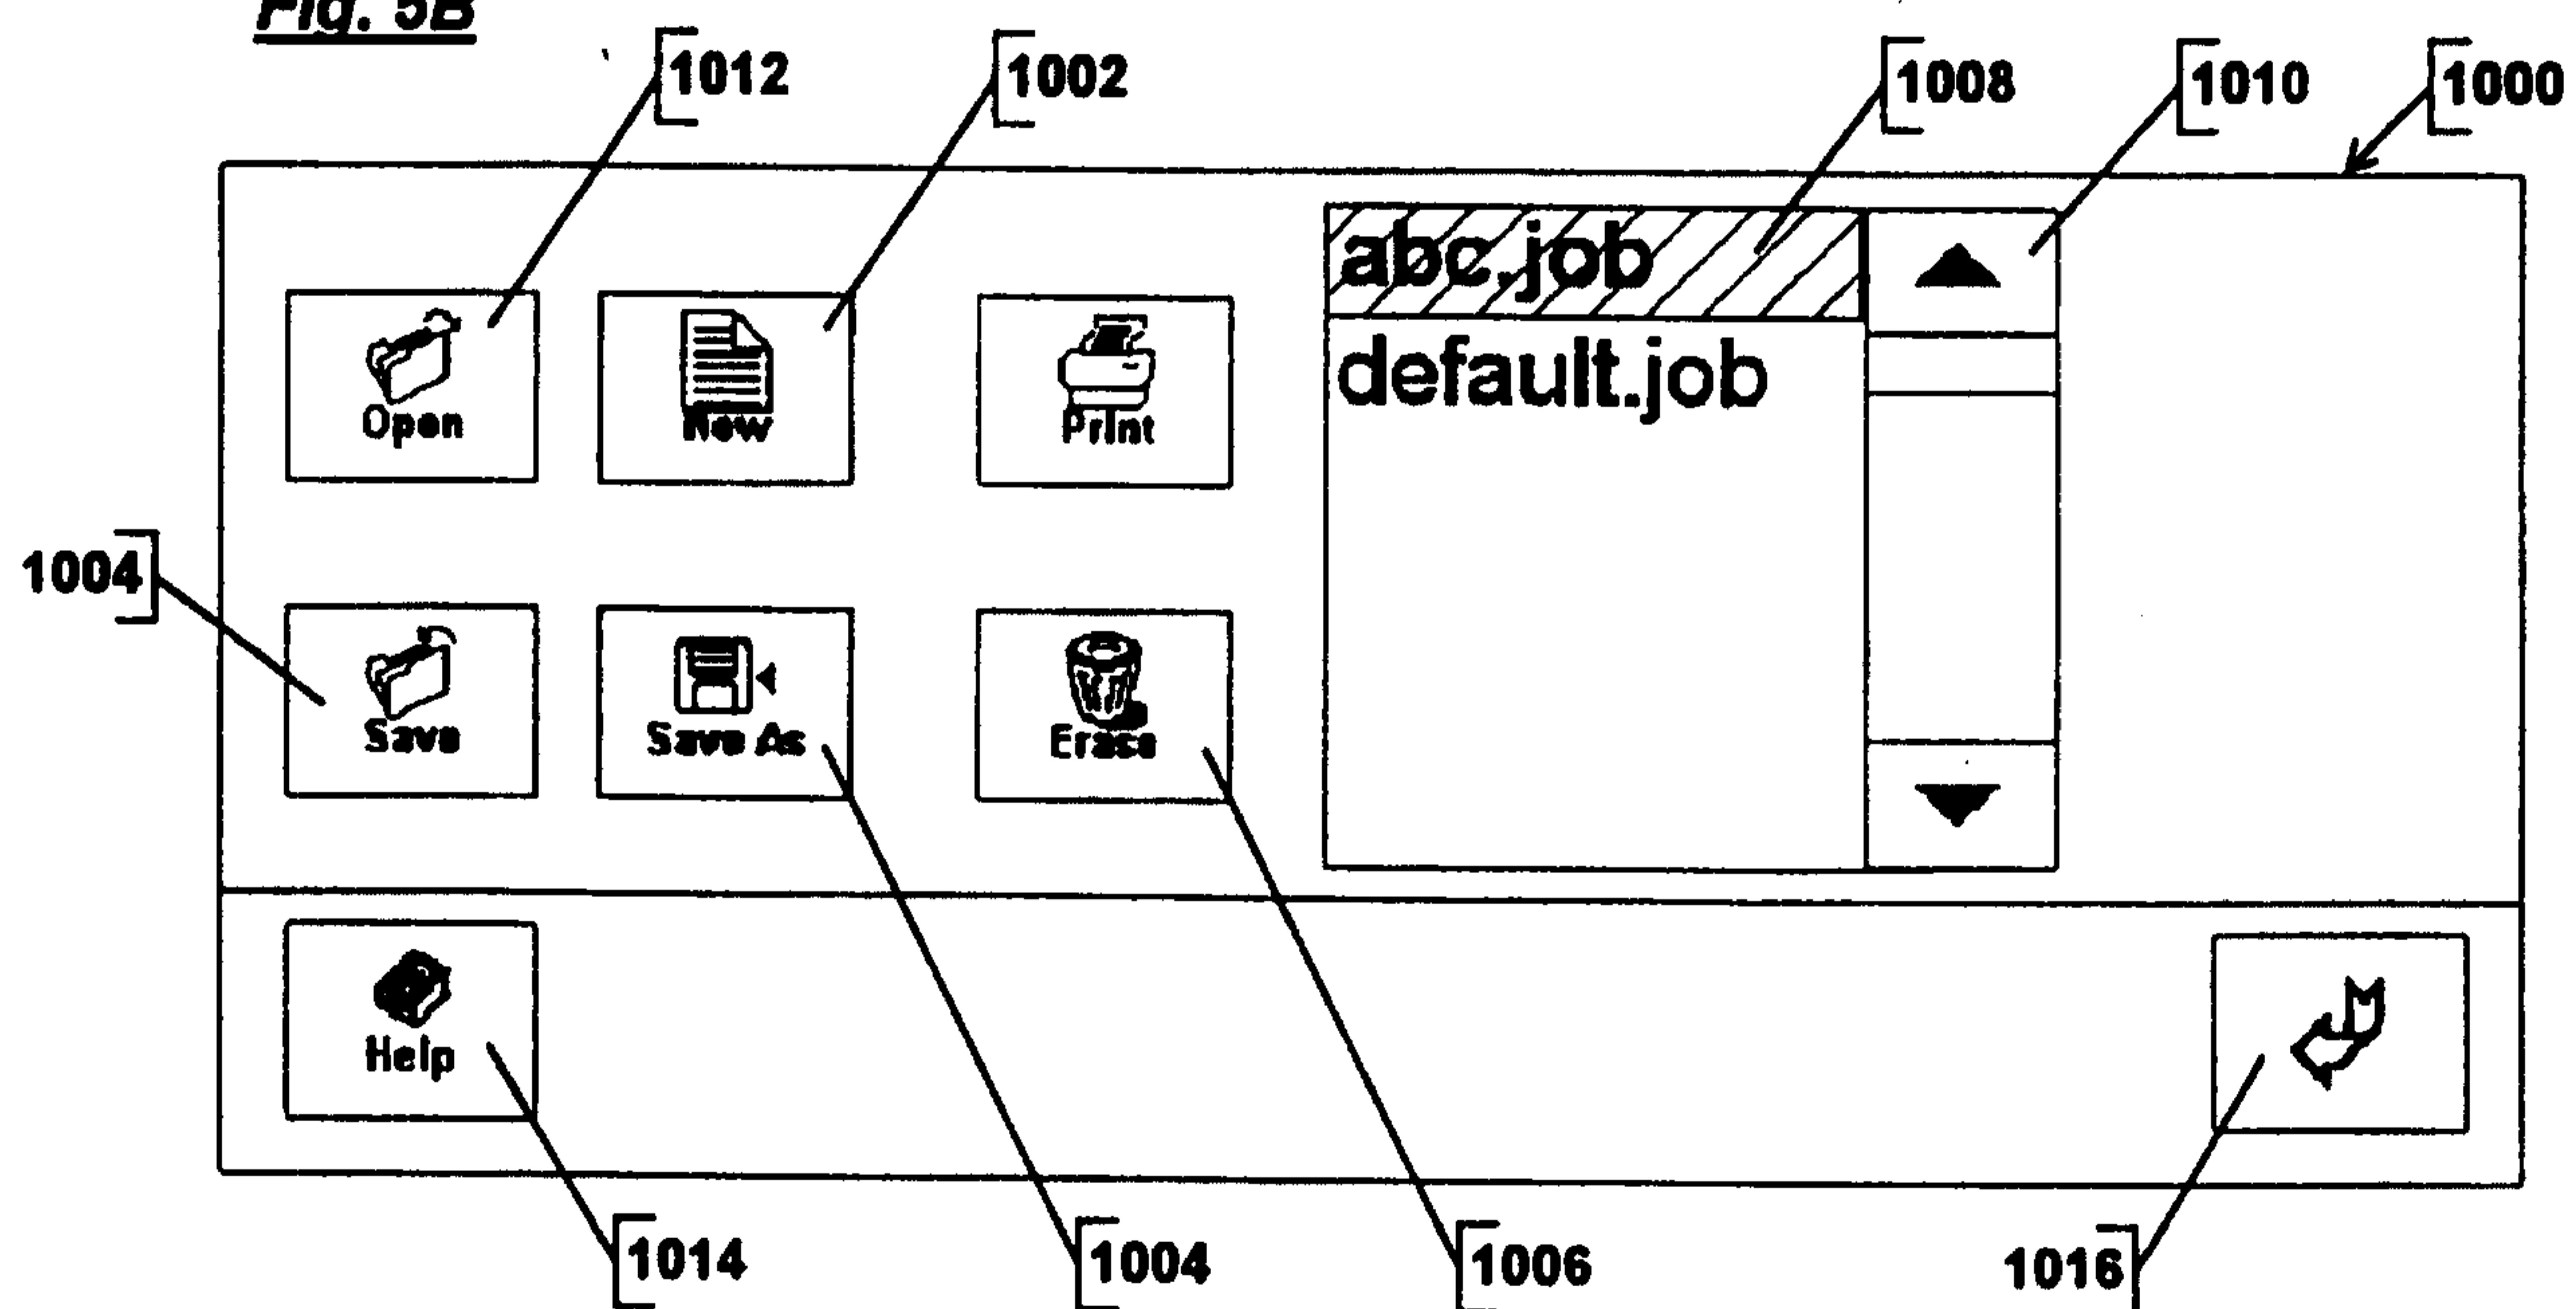 Fig. 5B
1012
1002
1008
1010
1000
abc.job
default.job
Open
New
Print
1004
Save
Save As
Erase
Help
1014
1004
1006
1016